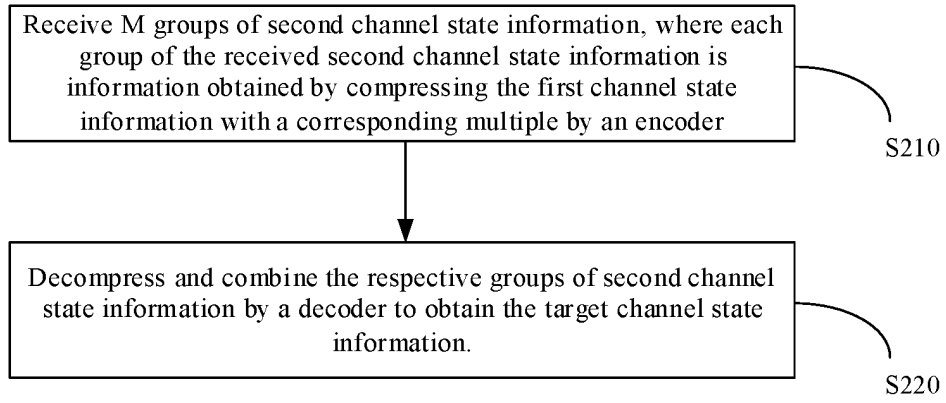 Receive M groups of second channel state information, where each
group of the received second channel state information is
information obtained by compressing the first channel state
information with a corresponding multiple by an encoder
S210
Decompress and combine the respective groups of second channel
state information by a decoder to obtain the target channel state
information.
S220